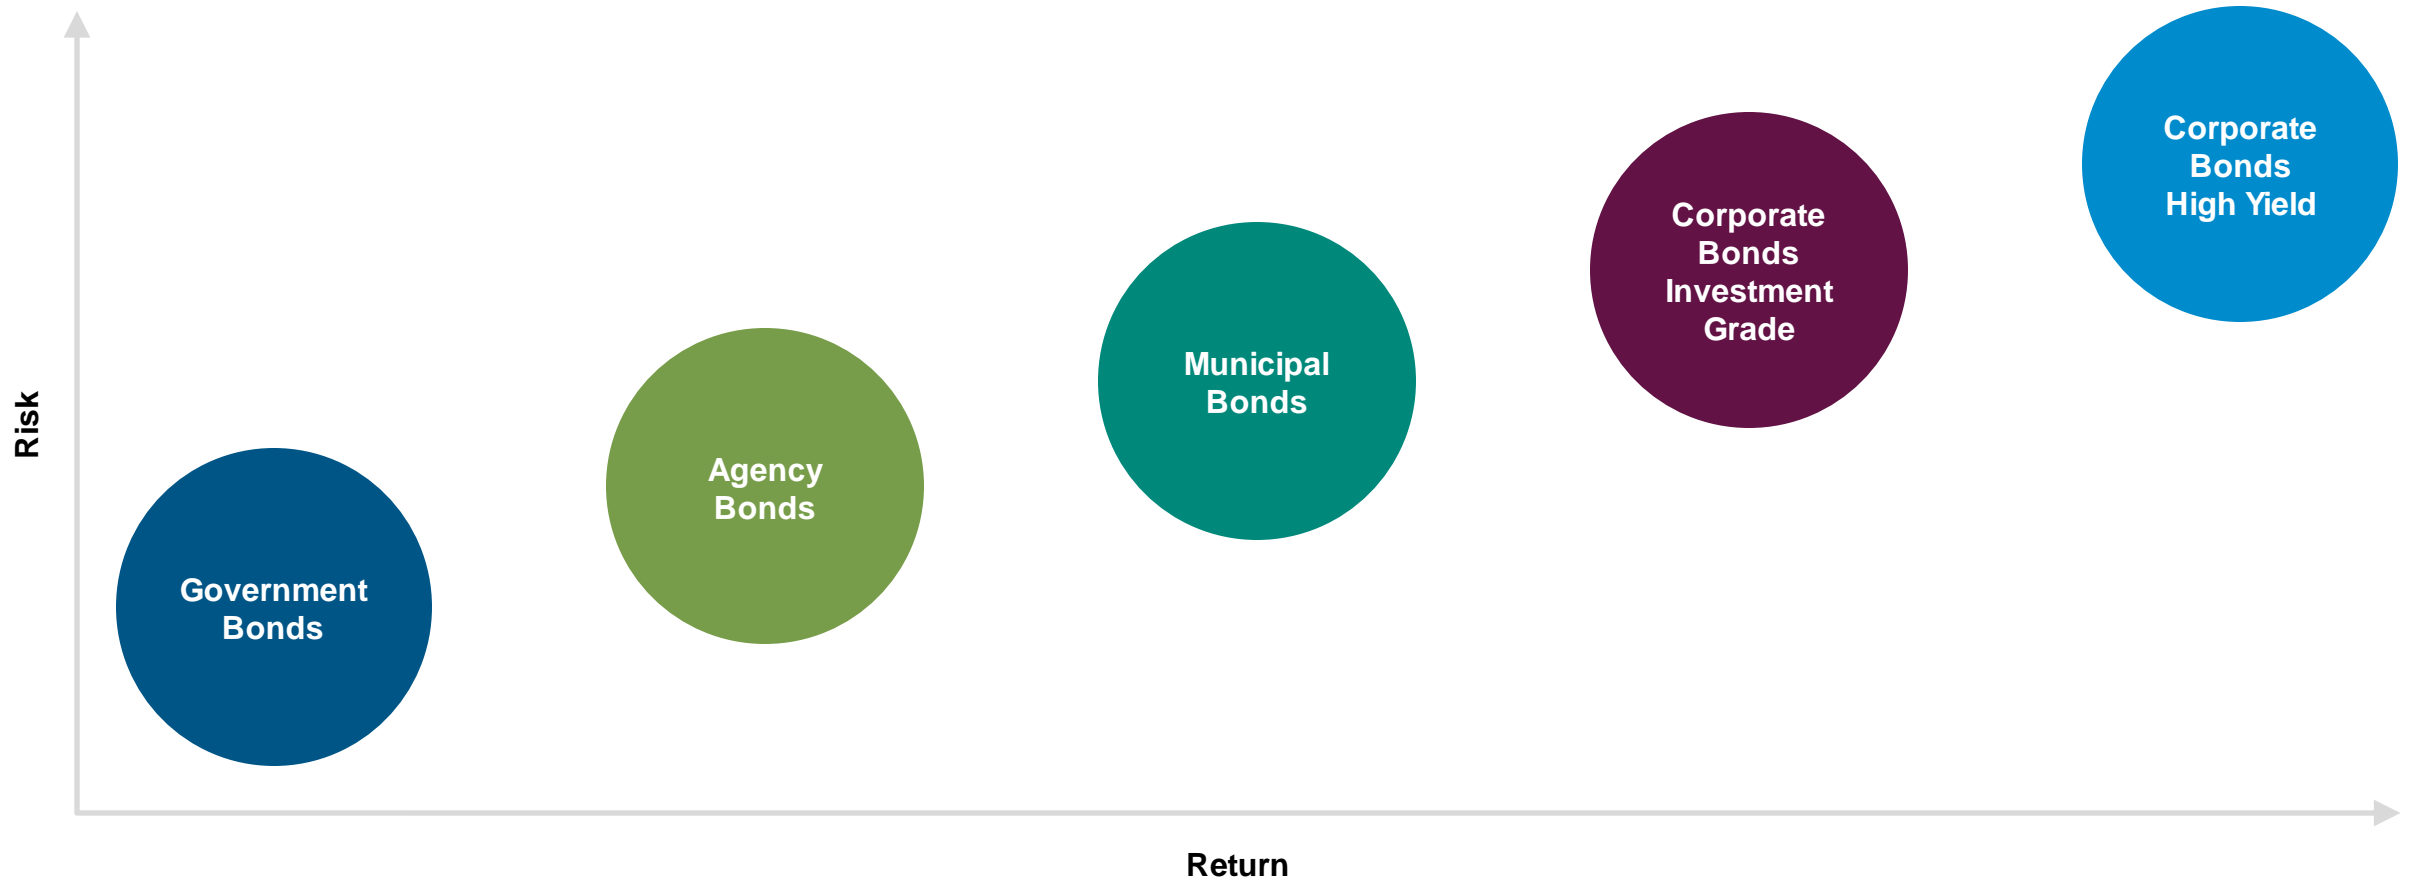 Risk
Government
Bonds
Agency
Bonds
Municipal
Bonds
Corporate
Bonds
Investment
Grade
Corporate
Bonds
High Yield
Return